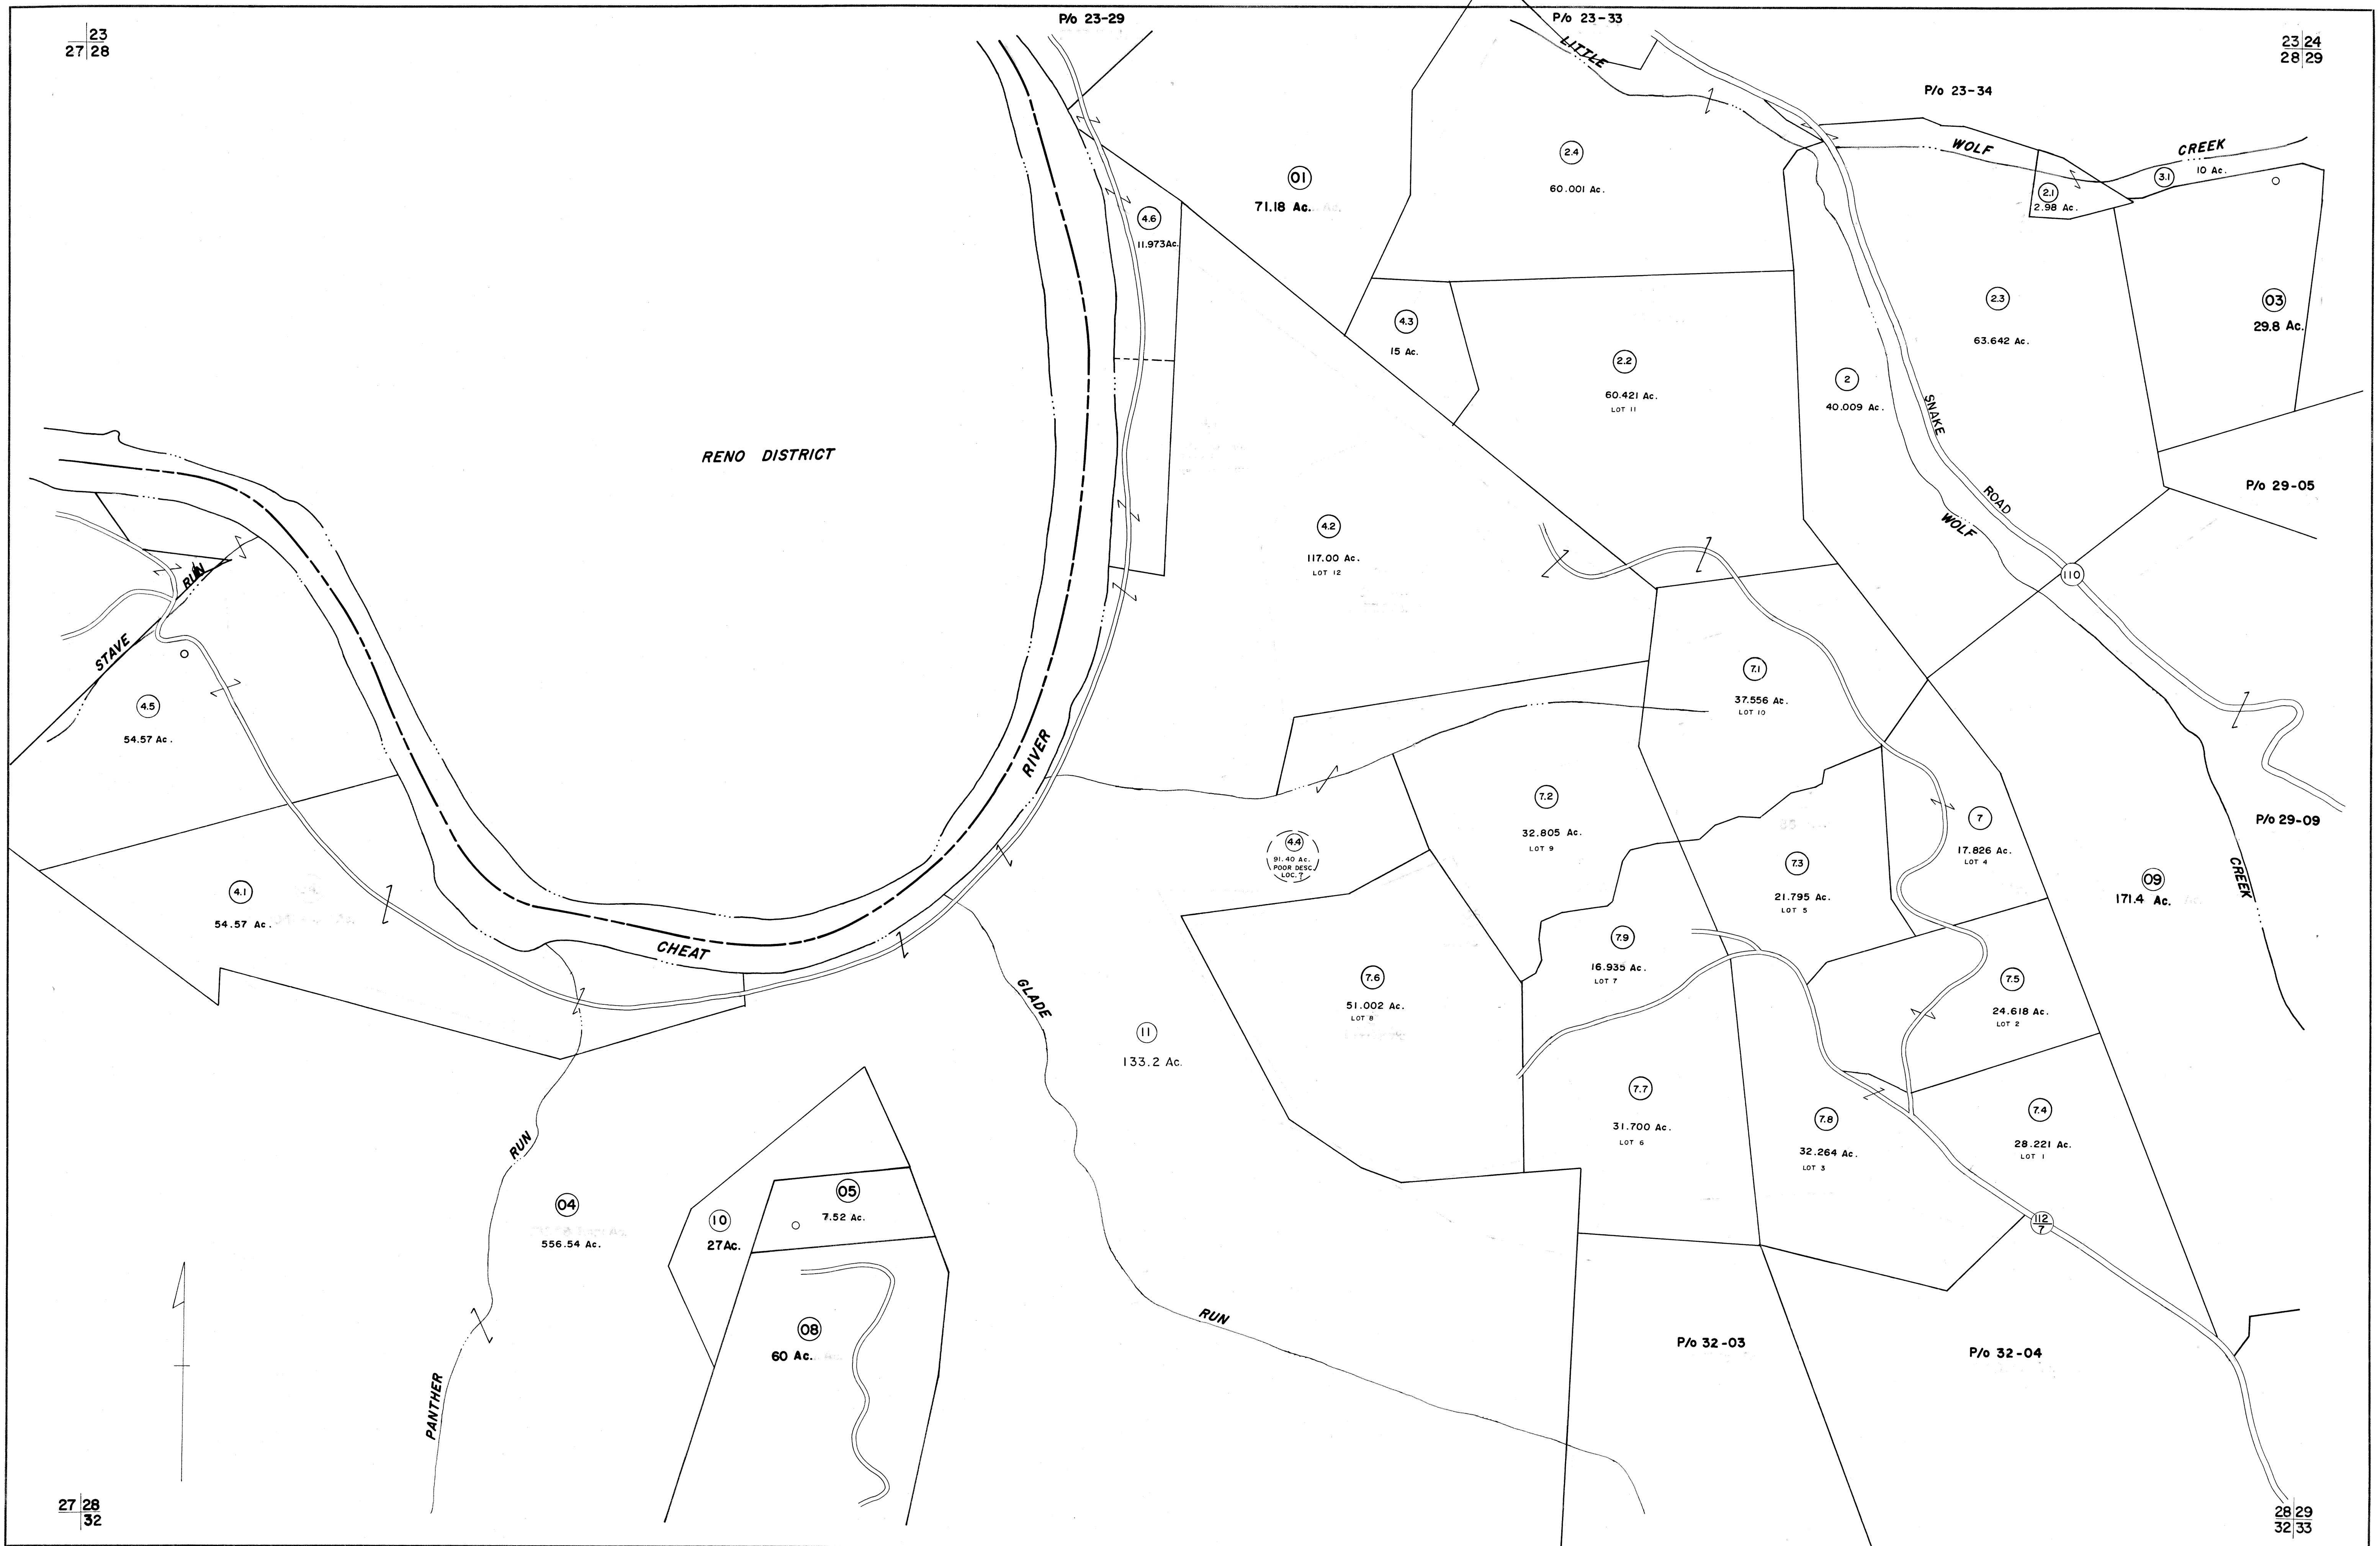 P/o 23-29
P/o 23-33
23
27 28
23 24
28 29
LITTLE
P/o 23-34
WOLF
CREEK
01
71.18 Ac.
2.4
60.001 Ac.
2.1
2.98 Ac.
3.1
10 Ac.
4.6
11.973Ac.
2.3
63.642 Ac.
03
29.8 Ac.
4.3
15 Ac.
2.2
60.421 Ac.
LOT 11
2
40.009 Ac.
SNAKE
ROAD
RENO DISTRICT
P/o 29-05
WOLF
4.2
117.00 Ac.
LOT 12
110
RUN
STAVE
4.5
54.57 Ac.
7.1
37.556 Ac.
LOT 10
RIVER
7.2
32.805 Ac.
LOT 9
7
17.826 Ac.
LOT 4
P/o 29-09
4.4
91.40 Ac.
POOR DESC.
LOC. ?
7.3
21.795 Ac.
LOT 5
09
171.4 Ac.
CREEK
4.1
54.57 Ac.
CHEAT
7.9
16.935 Ac.
LOT 7
7.6
51.002 Ac.
LOT 8
7.5
24.618 Ac.
LOT 2
GLADE
11
133.2 Ac.
7.7
31.700 Ac.
LOT 6
7.8
32.264 Ac.
LOT 3
7.4
28.221 Ac.
LOT 1
RUN
04
556.54 Ac.
10
27Ac.
05
7.52 Ac.
112
7
08
60 Ac.
RUN
P/o 32-03
P/o 32-04
PANTHER
27 28
32
28 29
32 33